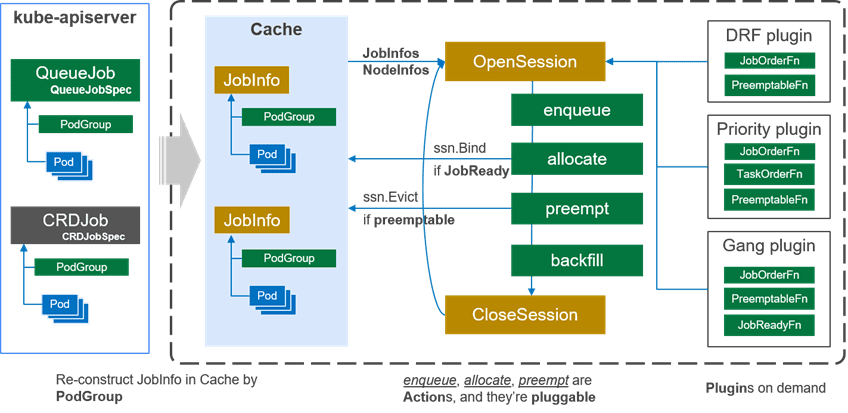 kube-apiserver
QueueJob
QueueJobSpec
PodGroup
Pod
CRDJob
CRDJobSpec
PodGroup
Pod
Cache
JobInfo
PodGroup
Pod
JobInfo
PodGroup
Pod
JobInfos
NodeInfos
ssn.Bind
if JobReady
ssn.Evict
if preemptable
OpenSession
enqueue
allocate
preempt
backfill
CloseSession
DRF plugin
JobOrderFn
PreemptableFn
Priority plugin
JobOrderFn
TaskOrderFn
PreemptableFn
Gang plugin
JobOrderFn
PreemptableFn
JobReadyFn
Re-construct JobInfo in Cache by
PodGroup
enqueue, allocate, preempt are
Actions, and they're pluggable
Plugins on demand